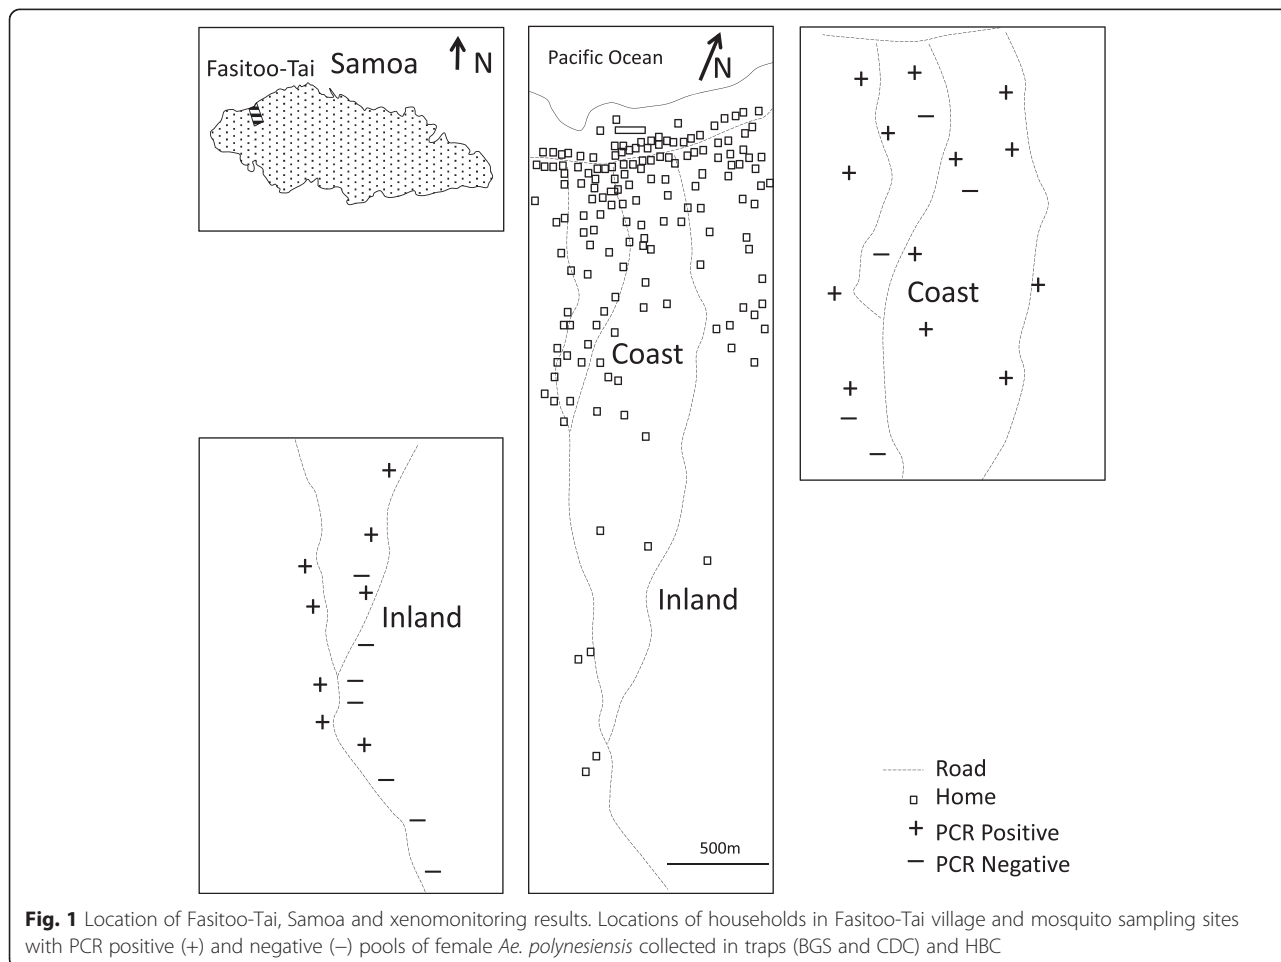 Fasitoo-Tai Samoa N
Pacific Ocean
N
Coast
Inland
500m
Coast
Inland
Road
Home
+ PCR Positive
− PCR Negative
Fig. 1 Location of Fasitoo-Tai, Samoa and xenomonitoring results. Locations of households in Fasitoo-Tai village and mosquito sampling sites
with PCR positive (+) and negative (−) pools of female Ae. polynesiensis collected in traps (BGS and CDC) and HBC